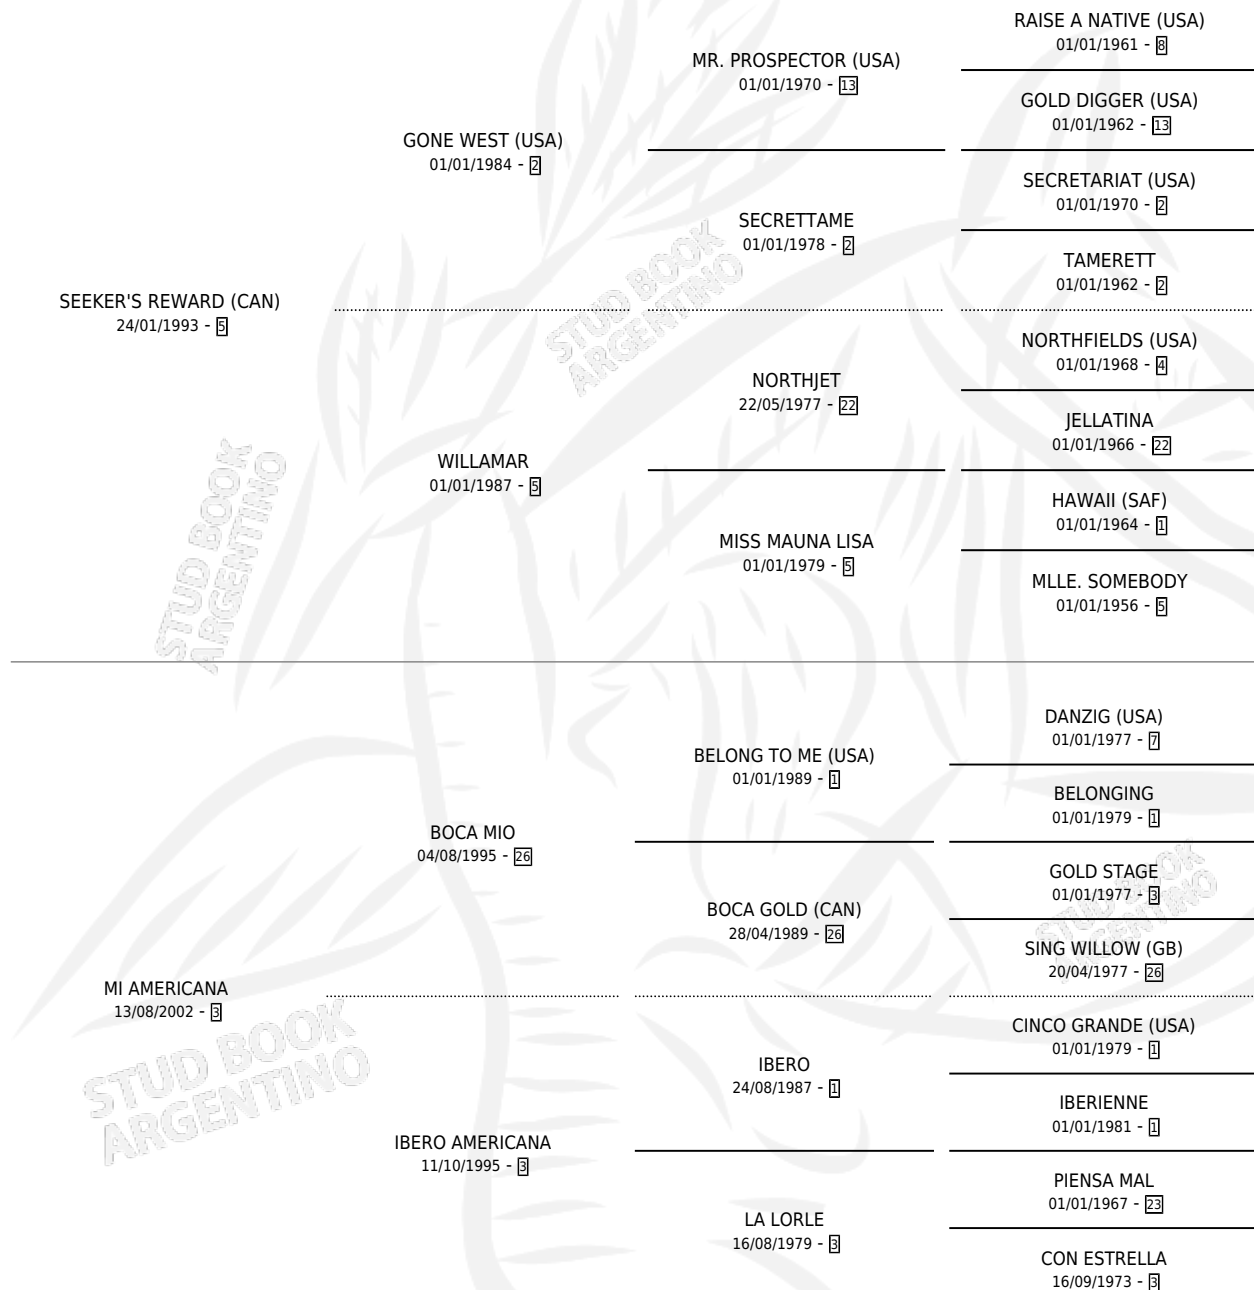 RAISE A NATIVE (USA)
01/01/1961 - 8
MR. PROSPECTOR (USA)
01/01/1970 - 13
GOLD DIGGER (USA)
01/01/1962 - 13
GONE WEST (USA)
01/01/1984 - 2
SECRETARIAT (USA)
01/01/1970 - 2
SECRETTAME
01/01/1978 - 2
TAMERETT
01/01/1962 - 2
SEEKER'S REWARD (CAN)
24/01/1993 - 5
NORTHFIELDS (USA)
01/01/1968 - 4
NORTHJET
22/05/1977 - 22
JELLATINA
01/01/1966 - 22
WILLAMAR
01/01/1987 - 5
HAWAII (SAF)
01/01/1964 - 1
MISS MAUNA LISA
01/01/1979 - 5
MLLE. SOMEBODY
01/01/1956 - 5
STUD BOOK
ARGENTINO
STUD BOOK
ARGENTINO
DANZIG (USA)
01/01/1977 - 7
BELONG TO ME (USA)
01/01/1989 - 1
BELONGING
01/01/1979 - 1
BOCA MIO
04/08/1995 - 26
GOLD STAGE
01/01/1977 - 3
BOCA GOLD (CAN)
28/04/1989 - 26
SING WILLOW (GB)
20/04/1977 - 26
STUD BOOK
ARGENTINO
MI AMERICANA
13/08/2002 - 3
CINCO GRANDE (USA)
01/01/1979 - 1
IBERO
24/08/1987 - 1
IBERIENNE
01/01/1981 - 1
IBERO AMERICANA
11/10/1995 - 3
PIENSA MAL
01/01/1967 - 23
LA LORLE
16/08/1979 - 3
CON ESTRELLA
16/09/1973 - 3
STUD BOOK
ARGENTINO